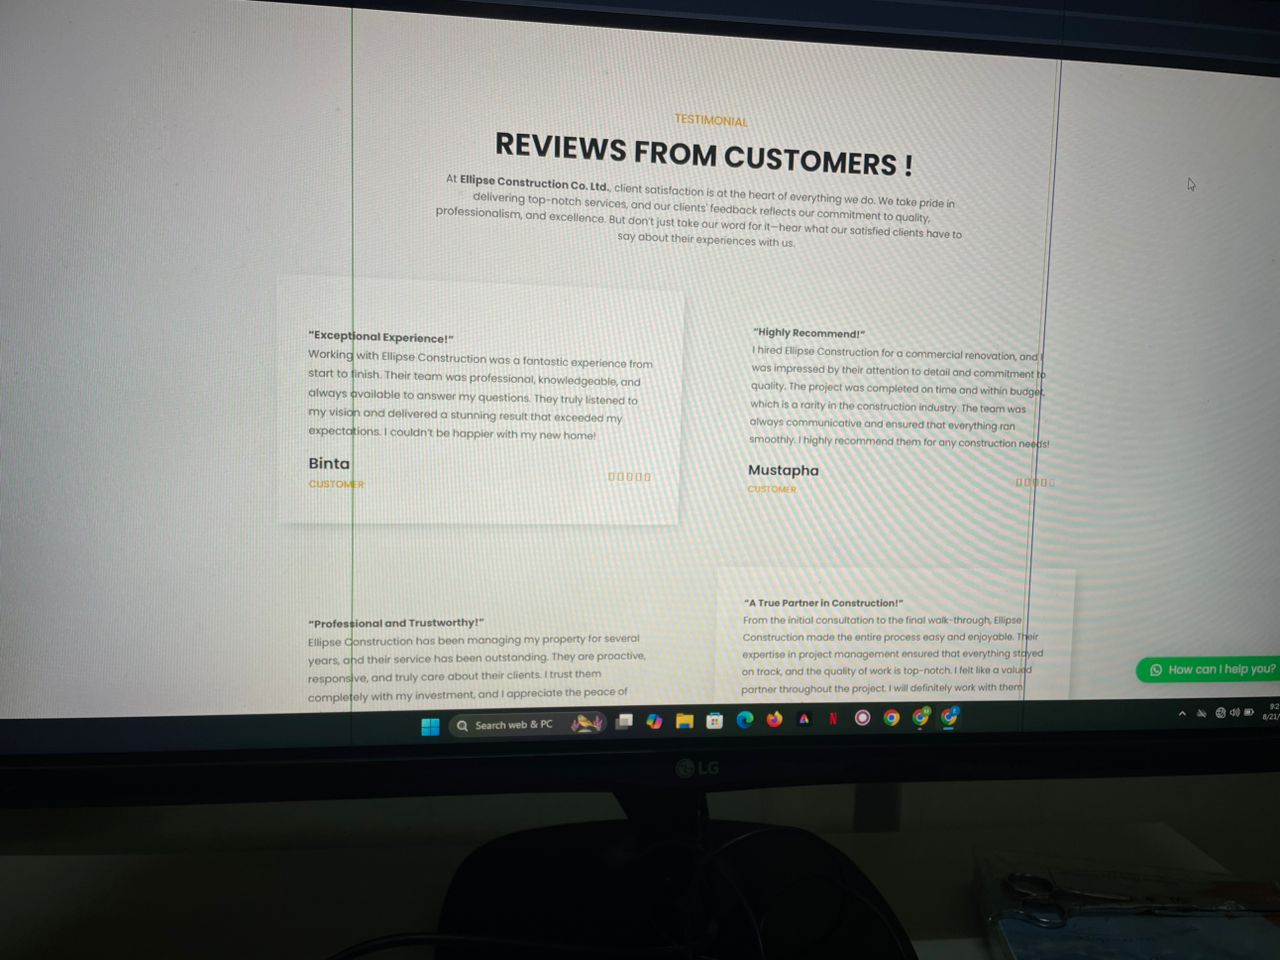 TESTIMONIAL
REVIEWS FROM CUSTOMERS !
At Ellipse Construction Co. Ltd., client satisfaction is at the heart of everything we do. We take pride in
delivering top-notch services, and our clients' feedback reflects our commitment to quality,
professionalism, and excellence. But don't just take our word for it—hear what our satisfied clients have to
say about their experiences with us.
“Exceptional Experience!”
Working with Ellipse Construction was a fantastic experience from
start to finish. Their team was professional, knowledgeable, and
always available to answer my questions. They truly listened to
my vision and delivered a stunning result that exceeded my
expectations. I couldn't be happier with my new home!
Binta
CUSTOMER
“Highly Recommend!”
I hired Ellipse Construction for a commercial renovation, and I
was impressed by their attention to detail and commitment to
quality. The project was completed on time and within budget,
which is a rarity in the construction industry. The team was
always communicative and ensured that everything ran
smoothly. I highly recommend them for any construction needs!
Mustapha
CUSTOMER
“Professional and Trustworthy!”
Ellipse Construction has been managing my property for several
years, and their service has been outstanding. They are proactive,
responsive, and truly care about their clients. I trust them
completely with my investment, and I appreciate the peace of
“A True Partner in Construction!”
From the initial consultation to the final walk-through, Ellipse
Construction made the entire process easy and enjoyable. Their
expertise in project management ensured that everything stayed
on track, and the quality of work is top-notch. I felt like a valued
partner throughout the project. I will definitely work with them
How can I help you?
Search web & PC
9:2
8/21/
LG